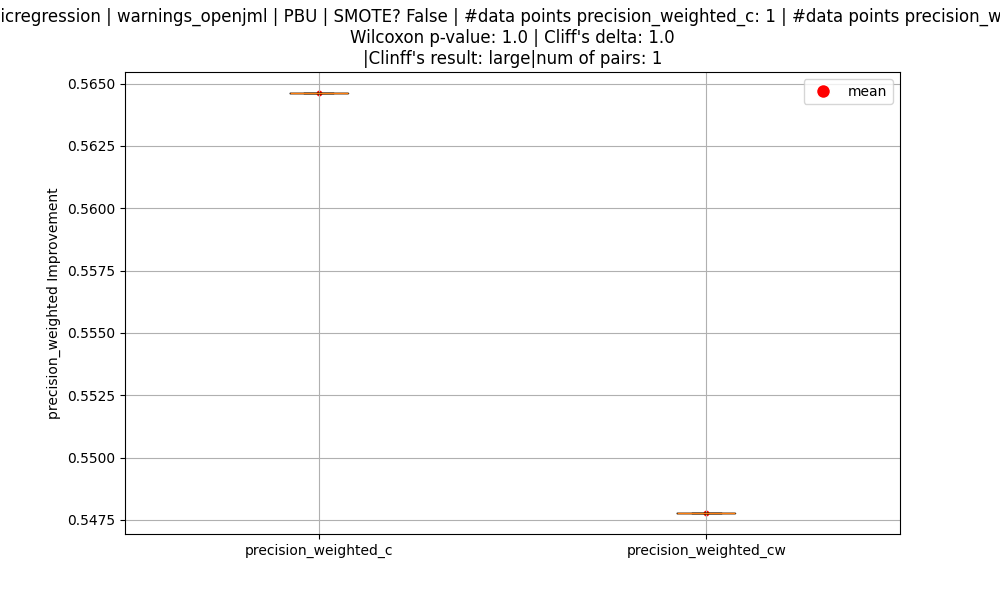 icregression | warnings_openjml | PBU | SMOTE? False | #data points precision_weighted_c: 1 | #data points precision_w
Wilcoxon p-value: 1.0 | Cliff's delta: 1.0
|Clinff's result: large|num of pairs: 1
mean
0.5650
0.5625
0.5600
0.5575
0.5550
0.5525
0.5500
0.5475
precision_weighted Improvement
precision_weighted_c
precision_weighted_cw